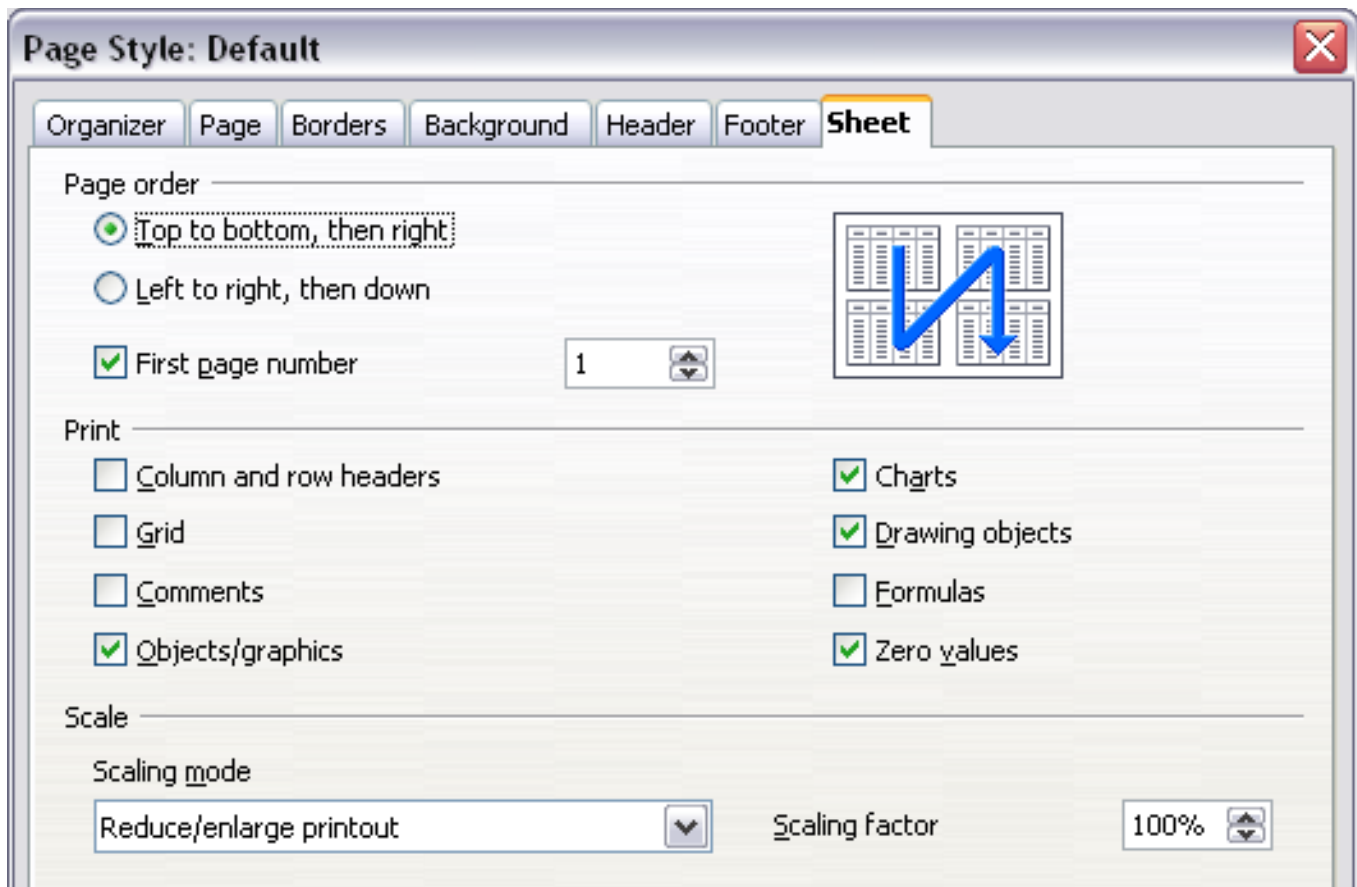 Page Style: Default
Organizer Page Borders Background Header Footer Sheet
Page order
Top to bottom, then right
Left to right, then down
First page number 1
Print
Column and row headers Charts
Grid Drawing objects
Comments Formulas
Objects/graphics Zero values
Scale
Scaling mode
Reduce/enlarge printout Scaling factor 100%